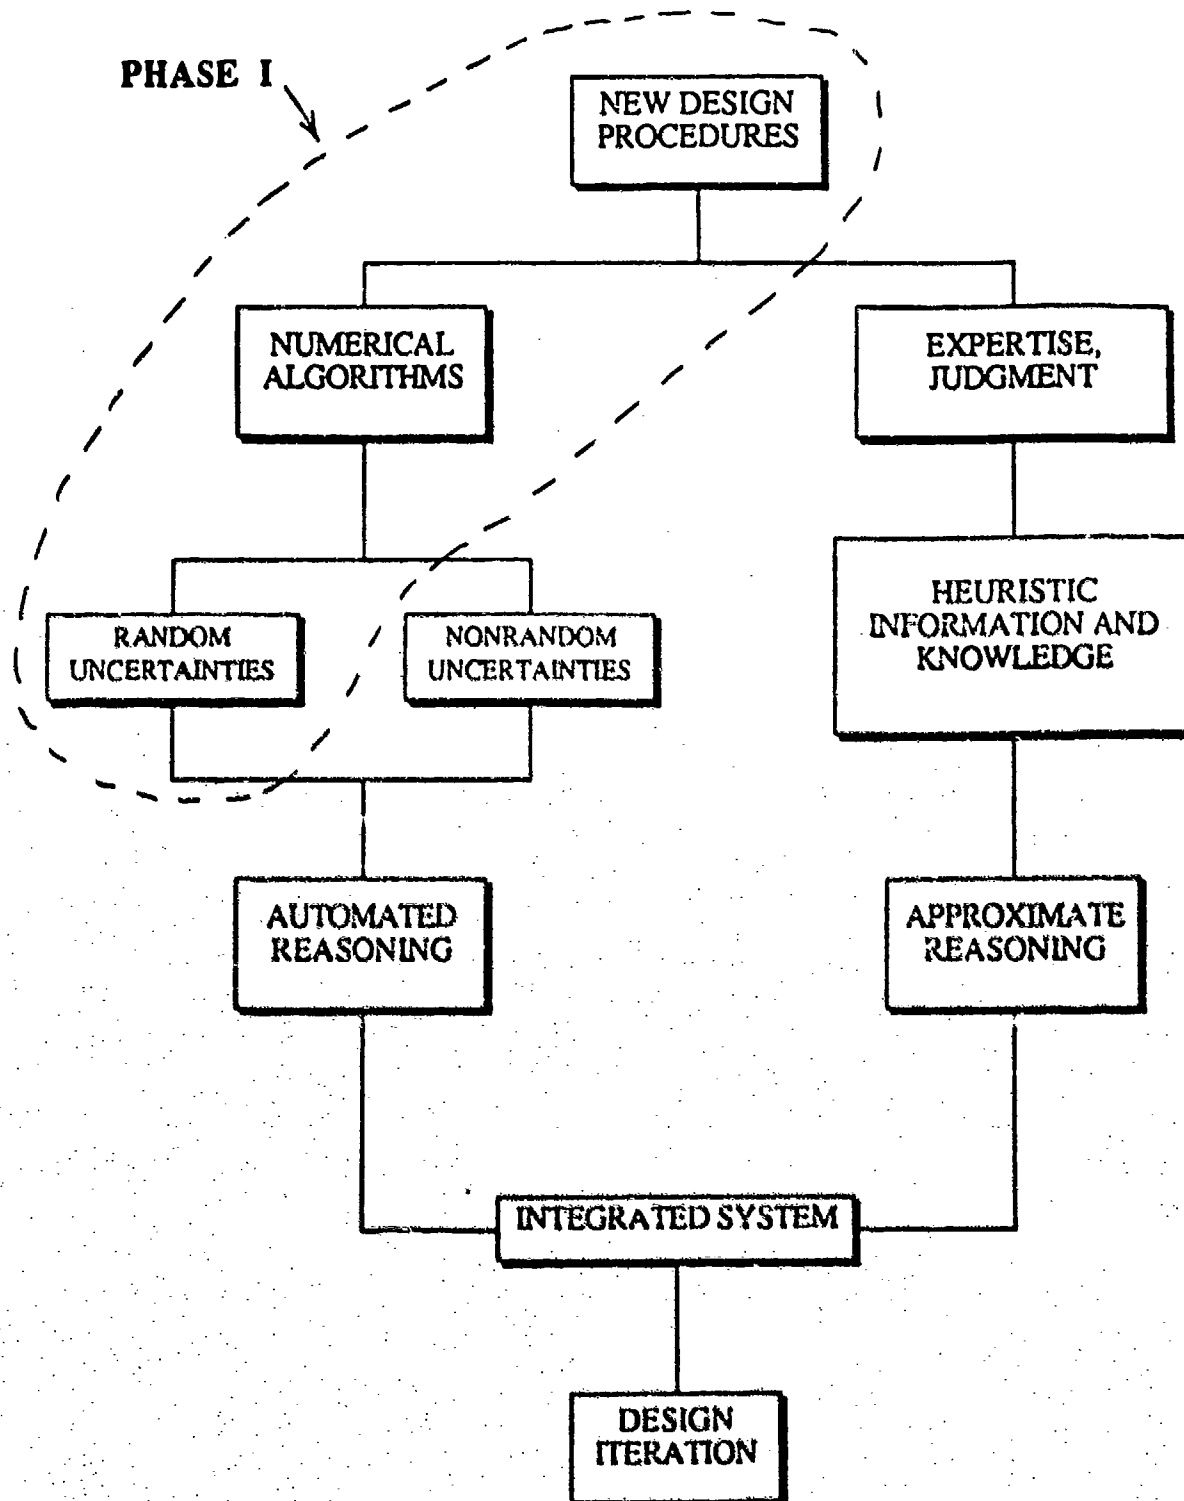 PHASE I
NEW DESIGN
PROCEDURES
NUMERICAL
ALGORITHMS
EXPERTISE,
JUDGMENT
RANDOM
UNCERTAINTIES
NONRANDOM
UNCERTAINTIES
HEURISTIC
INFORMATION AND
KNOWLEDGE
AUTOMATED
REASONING
APPROXIMATE
REASONING
INTEGRATED SYSTEM
DESIGN
ITERATION